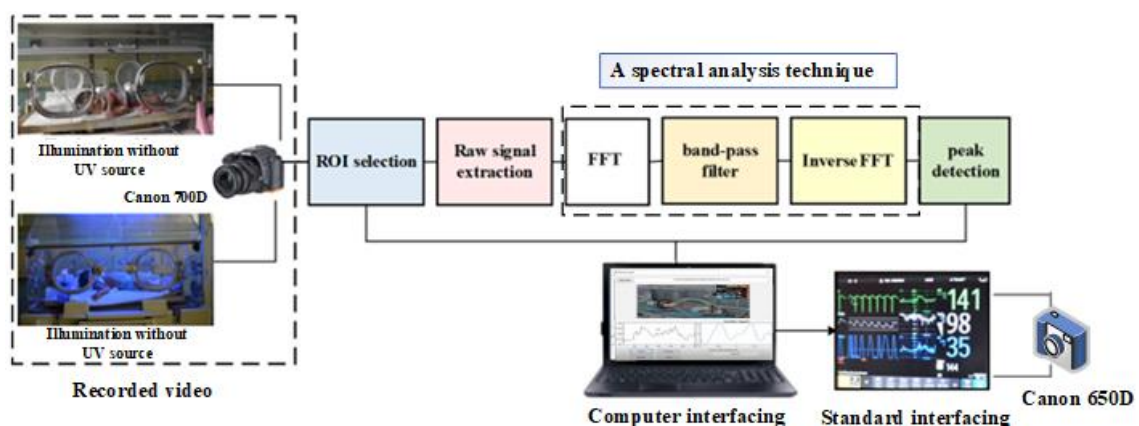 A spectral analysis technique
Illumination without
UV source
Canon 700D
Illumination without
UV source
Recorded video
ROI selection
Raw signal
extraction
FFT
band-pass
filter
Inverse FFT
peak
detection
141
98
35
Computer interfacing
Standard interfacing
Canon 650D